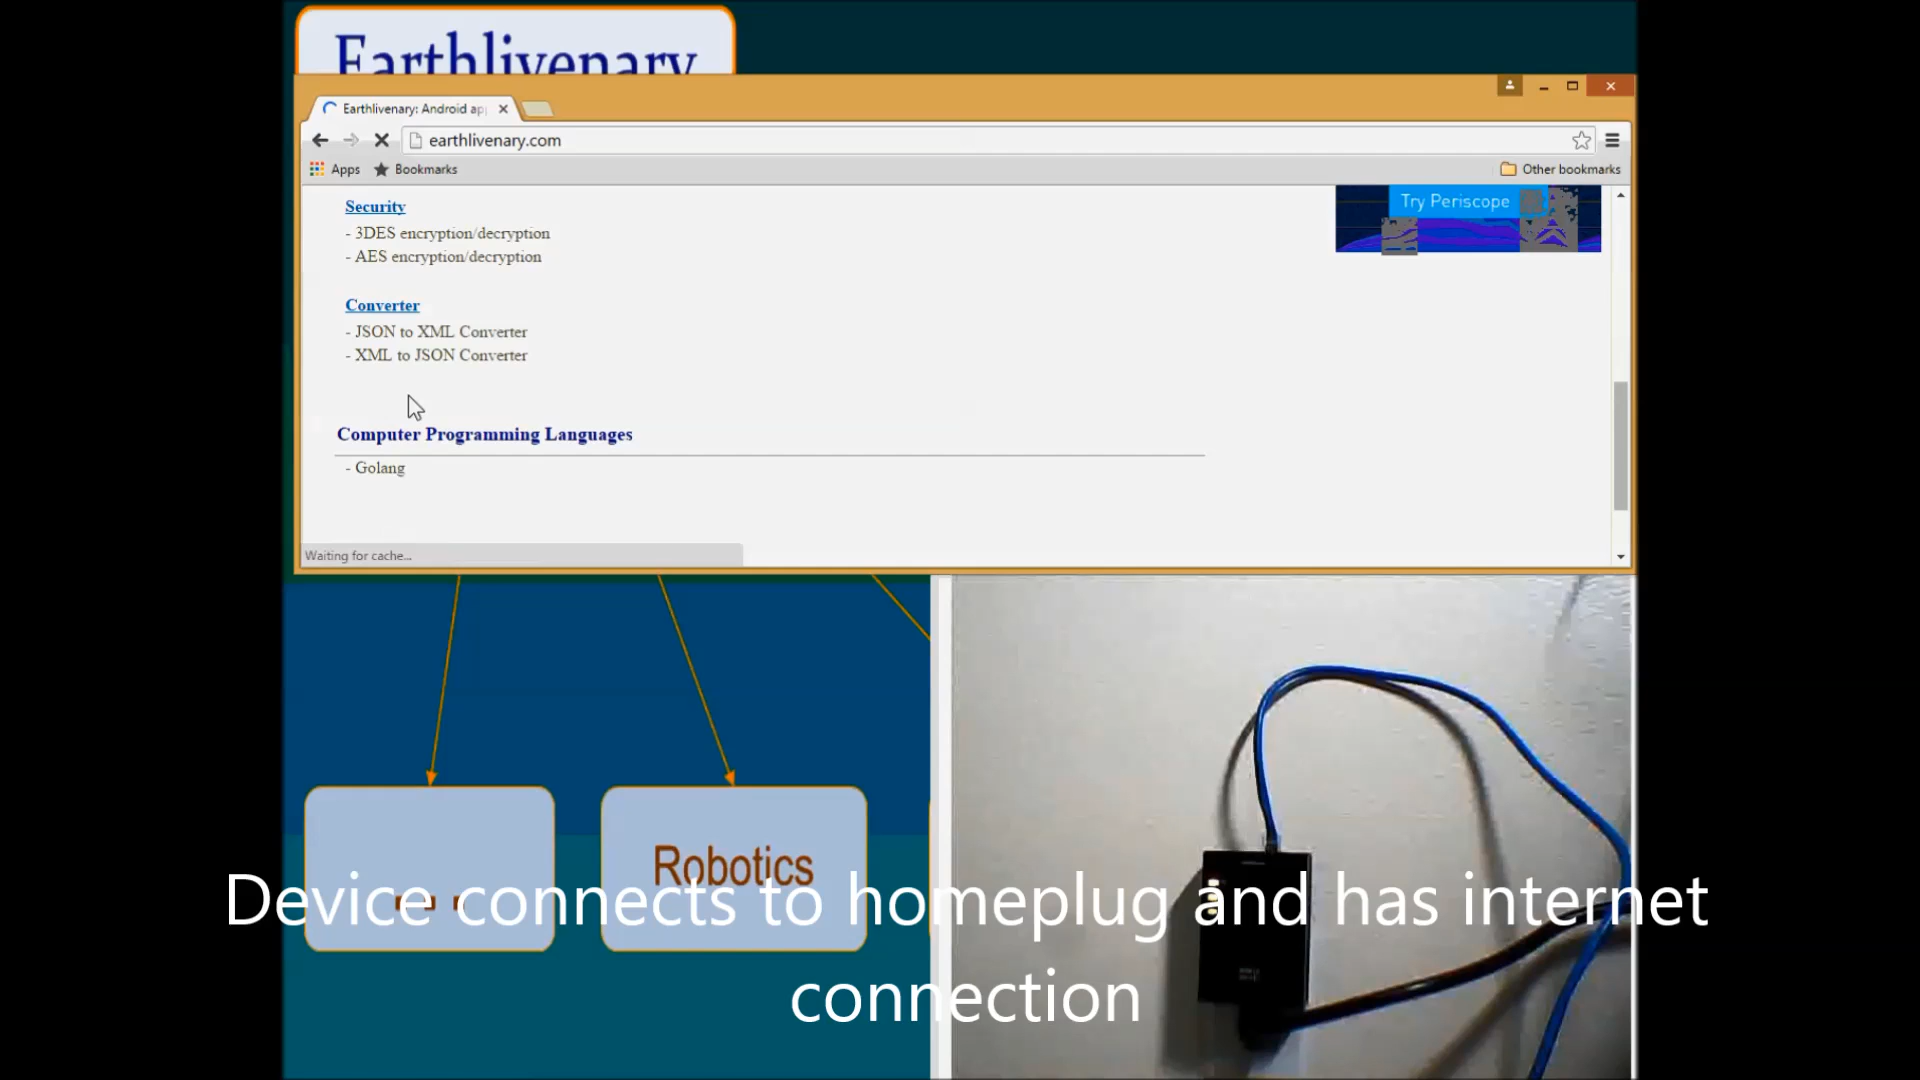 Earthlivenary
Earthlivenary: Android ap
earthlivenary.com
Apps
Bookmarks
Other bookmarks
Try Periscope
Security
- 3DES encryption/decryption
- AES encryption/decryption
Converter
- JSON to XML Converter
- XML to JSON Converter
Computer Programming Languages
- Golang
Waiting for cache...
...
Robotics
Device connects to homeplug and has internet
connection